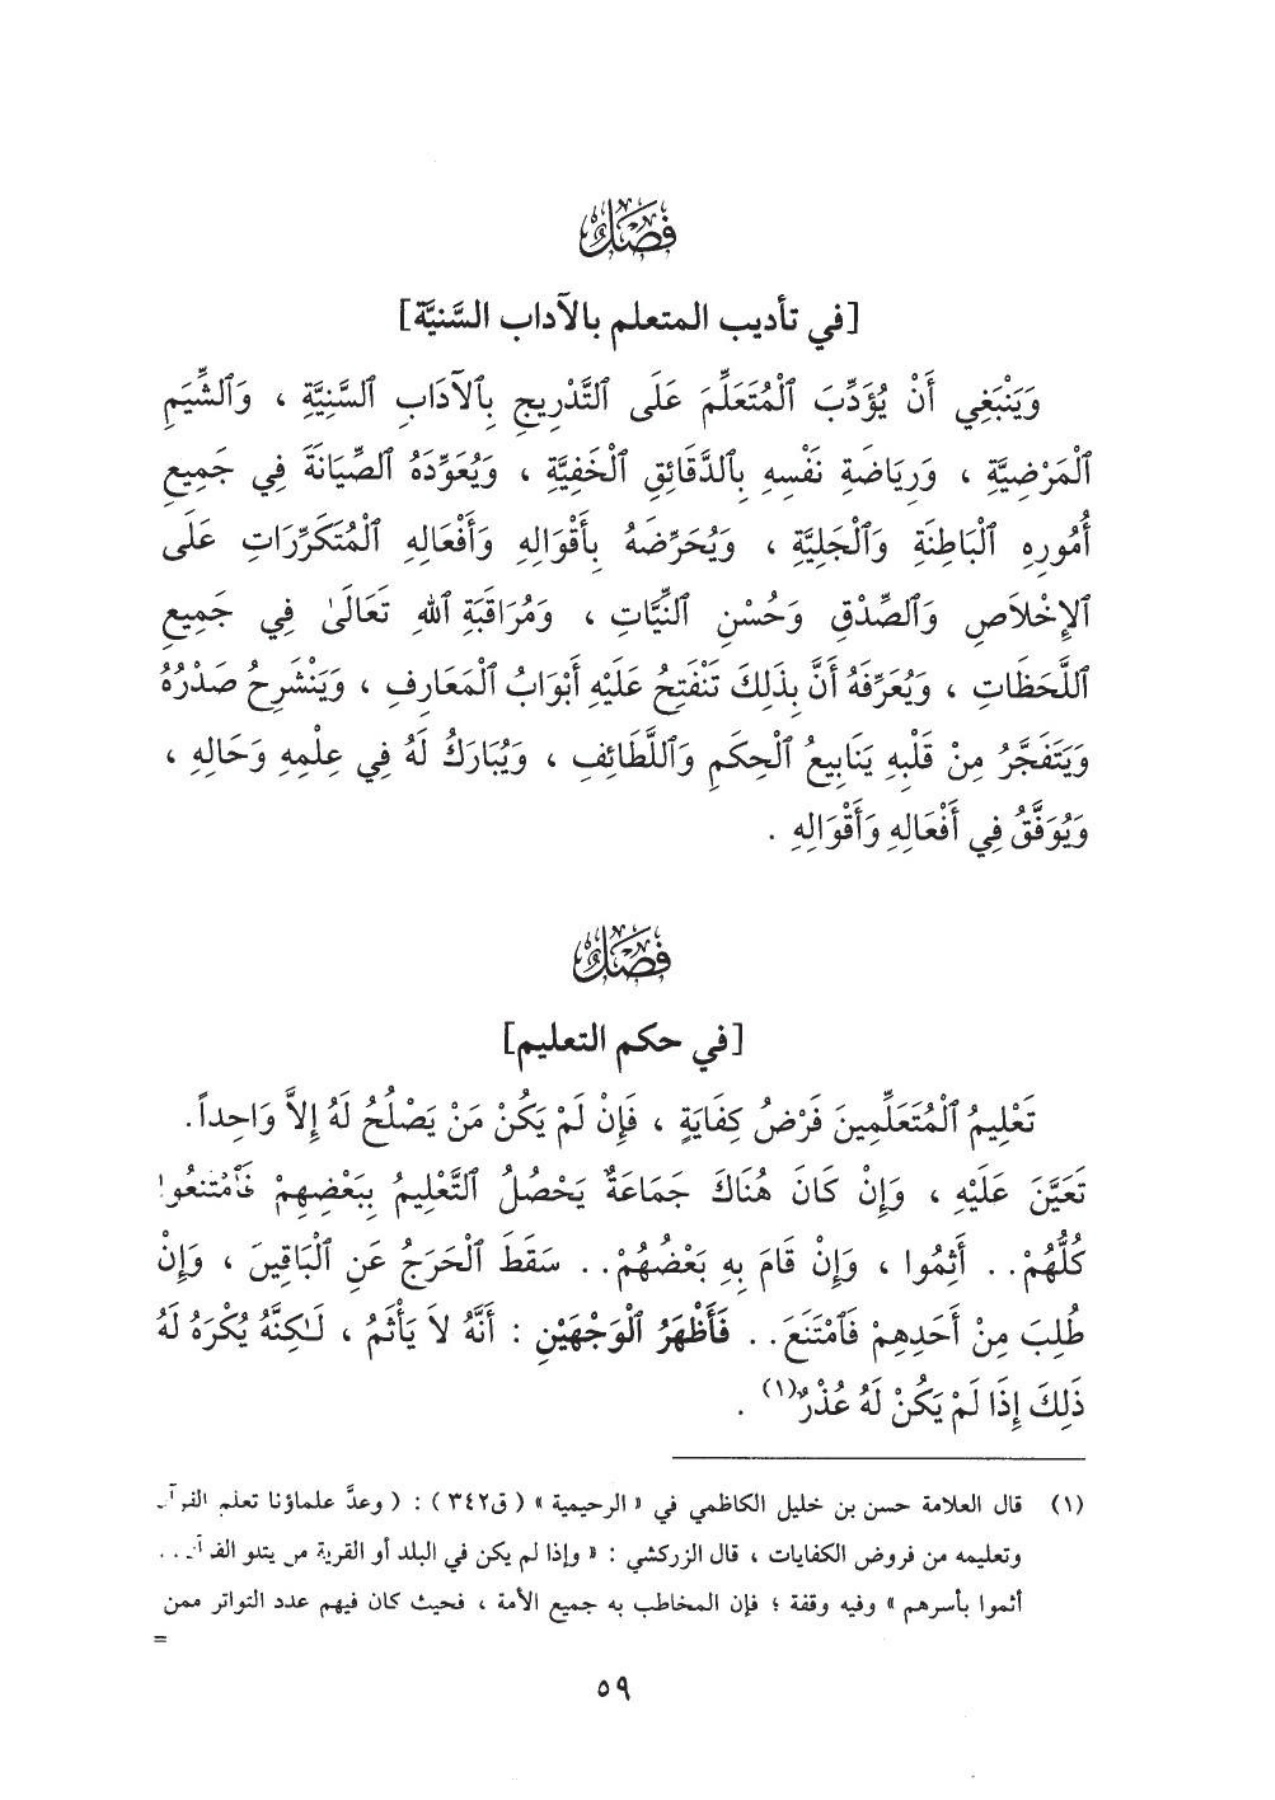 فَصْلٌ
[في تأديب المتعلم بالآداب السَّنيَّة]
وَيَنْبَغِي أَنْ يُؤَدِّبَ ٱلْمُتَعَلِّمَ عَلَى ٱلتَّدْرِيجِ بِٱلآدَابِ ٱلسَّنِيَّةِ ، وَٱلشِّيَمِ
ٱلْمَرْضِيَّةِ ، وَرِيَاضَةِ نَفْسِهِ بِٱلدَّقَائِقِ ٱلْخَفِيَّةِ ، وَيُعَوِّدَهُ ٱلصِّيَانَةَ فِي جَمِيعِ
أُمُورِهِ ٱلْبَاطِنَةِ وَٱلْجَلِيَّةِ ، وَيُحَرِّضَهُ بِأَقْوَالِهِ وَأَفْعَالِهِ ٱلْمُتَكَرِّرَاتِ عَلَى
ٱلإِخْلاَصِ وَٱلصِّدْقِ وَحُسْنِ ٱلنِّيَّاتِ ، وَمُرَاقَبَةِ ٱللهِ تَعَالَىٰ فِي جَمِيعِ
ٱللَّحَظَاتِ ، وَيُعَرِّفَهُ أَنَّ بِذَلِكَ تَنْفَتِحُ عَلَيْهِ أَبْوَابُ ٱلْمَعَارِفِ ، وَيَنْشَرِحُ صَدْرُهُ
وَيَتَفَجَّرُ مِنْ قَلْبِهِ يَنَابِيعُ ٱلْحِكَمِ وَٱللَّطَائِفِ ، وَيُبَارَكُ لَهُ فِي عِلْمِهِ وَحَالِهِ ،
وَيُوَفَّقُ فِي أَفْعَالِهِ وَأَقْوَالِهِ .
فَصْلٌ
[في حكم التعليم]
تَعْلِيمُ ٱلْمُتَعَلِّمِينَ فَرْضُ كِفَايَةٍ ، فَإِنْ لَمْ يَكُنْ مَنْ يَصْلُحُ لَهُ إِلاَّ وَاحِداً.
تَعَيَّنَ عَلَيْهِ ، وَإِنْ كَانَ هُنَاكَ جَمَاعَةٌ يَحْصُلُ ٱلتَّعْلِيمُ بِبَعْضِهِمْ فَٱمْتَنَعُوا
كُلُّهُمْ.. أَثِمُوا ، وَإِنْ قَامَ بِهِ بَعْضُهُمْ.. سَقَطَ ٱلْحَرَجُ عَنِ ٱلْبَاقِينَ ، وَإِنْ
طُلِبَ مِنْ أَحَدِهِمْ فَٱمْتَنَعَ.. فَأَظْهَرُ ٱلْوَجْهَيْنِ : أَنَّهُ لاَ يَأْثَمُ ، لَـٰكِنَّهُ يُكْرَهُ لَهُ
ذَلِكَ إِذَا لَمْ يَكُنْ لَهُ عُذْرٌ(١) .
(١) قال العلامة حسن بن خليل الكاظمي في « الرحيمية » ( ق٣٤٢ ) : ( وعدَّ علماؤنا تعلم القرآن
وتعليمه من فروض الكفايات ، قال الزركشي : « وإذا لم يكن في البلد أو القرية من يتلو القرآن..
أثموا بأسرهم » وفيه وقفة ؛ فإن المخاطب به جميع الأمة ، فحيث كان فيهم عدد التواتر ممن
=
٥٩